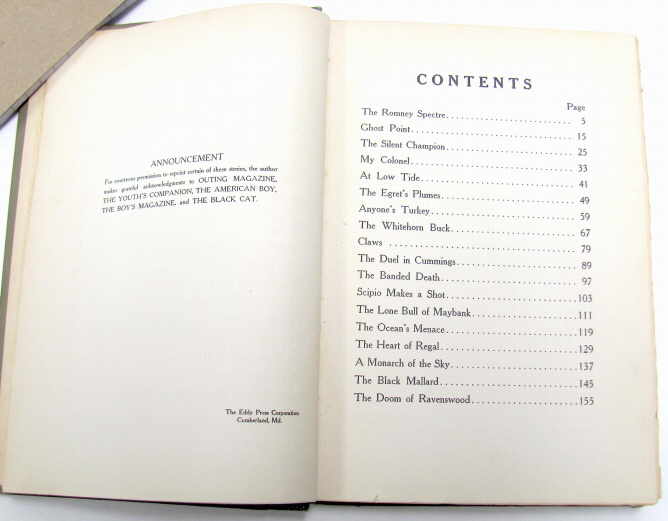 ANNOUNCEMENT
For courteous permission to reprint certain of these stories, the author
makes grateful acknowledgments to OUTING MAGAZINE,
THE YOUTH'S COMPANION, THE AMERICAN BOY,
THE BOY'S MAGAZINE, and THE BLACK CAT.
The Eddy Press Corporation
Cumberland, Md.
CONTENTS
Page
The Romney Spectre 5
Ghost Point 15
The Silent Champion 25
My Colonel 33
At Low Tide 41
The Egret's Plumes 49
Anyone's Turkey 59
The Whitehorn Buck 67
Claws 79
The Duel in Cummings 89
The Banded Death 97
Scipio Makes a Shot 103
The Lone Bull of Maybank 111
The Ocean's Menace 119
The Heart of Regal 129
A Monarch of the Sky 137
The Black Mallard 145
The Doom of Ravenswood 155